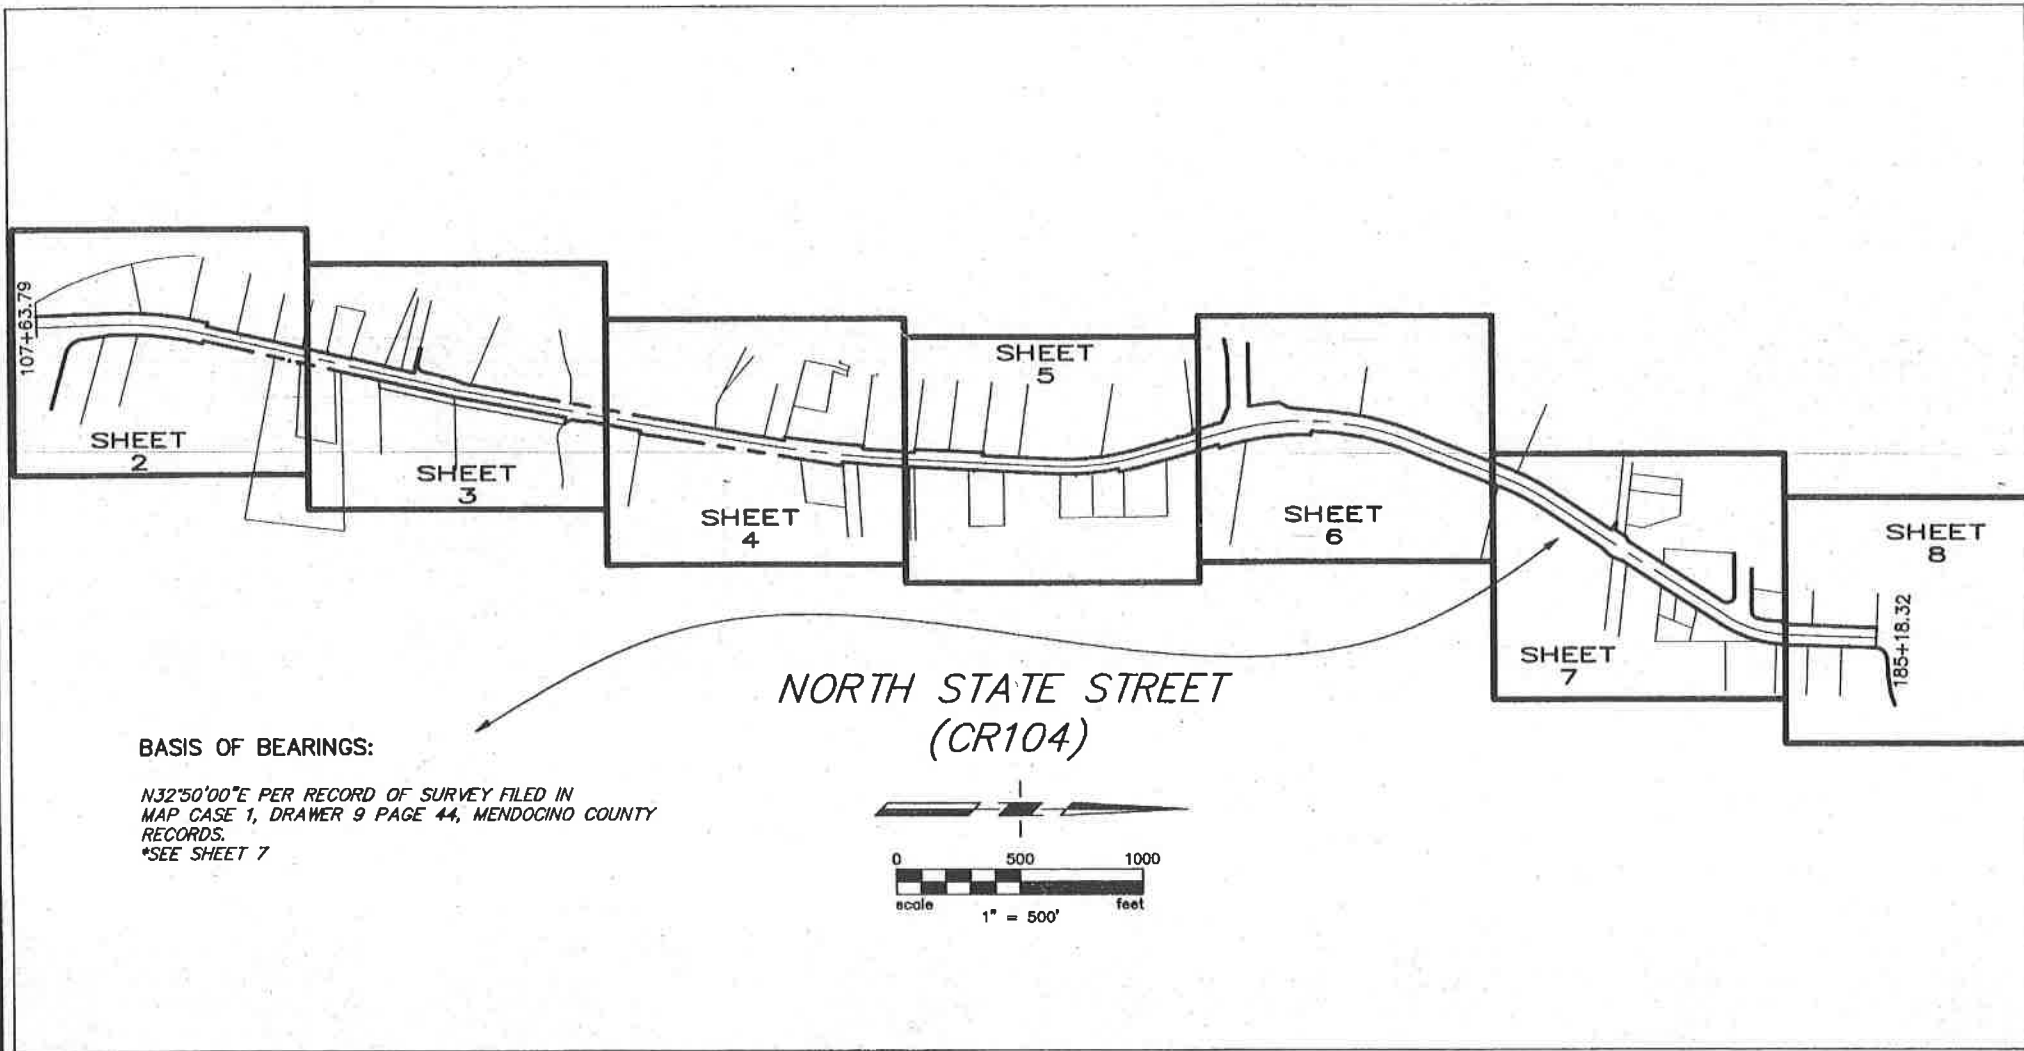 107+63.79
SHEET
2
SHEET
3
SHEET
4
SHEET
5
SHEET
6
SHEET
7
SHEET
8
185+18.32
NORTH STATE STREET
(CR104)
BASIS OF BEARINGS:
N32°50'00"E PER RECORD OF SURVEY FILED IN
MAP CASE 1, DRAWER 9 PAGE 44, MENDOCINO COUNTY
RECORDS.
*SEE SHEET 7
0 500 1000
scale feet
1" = 500'